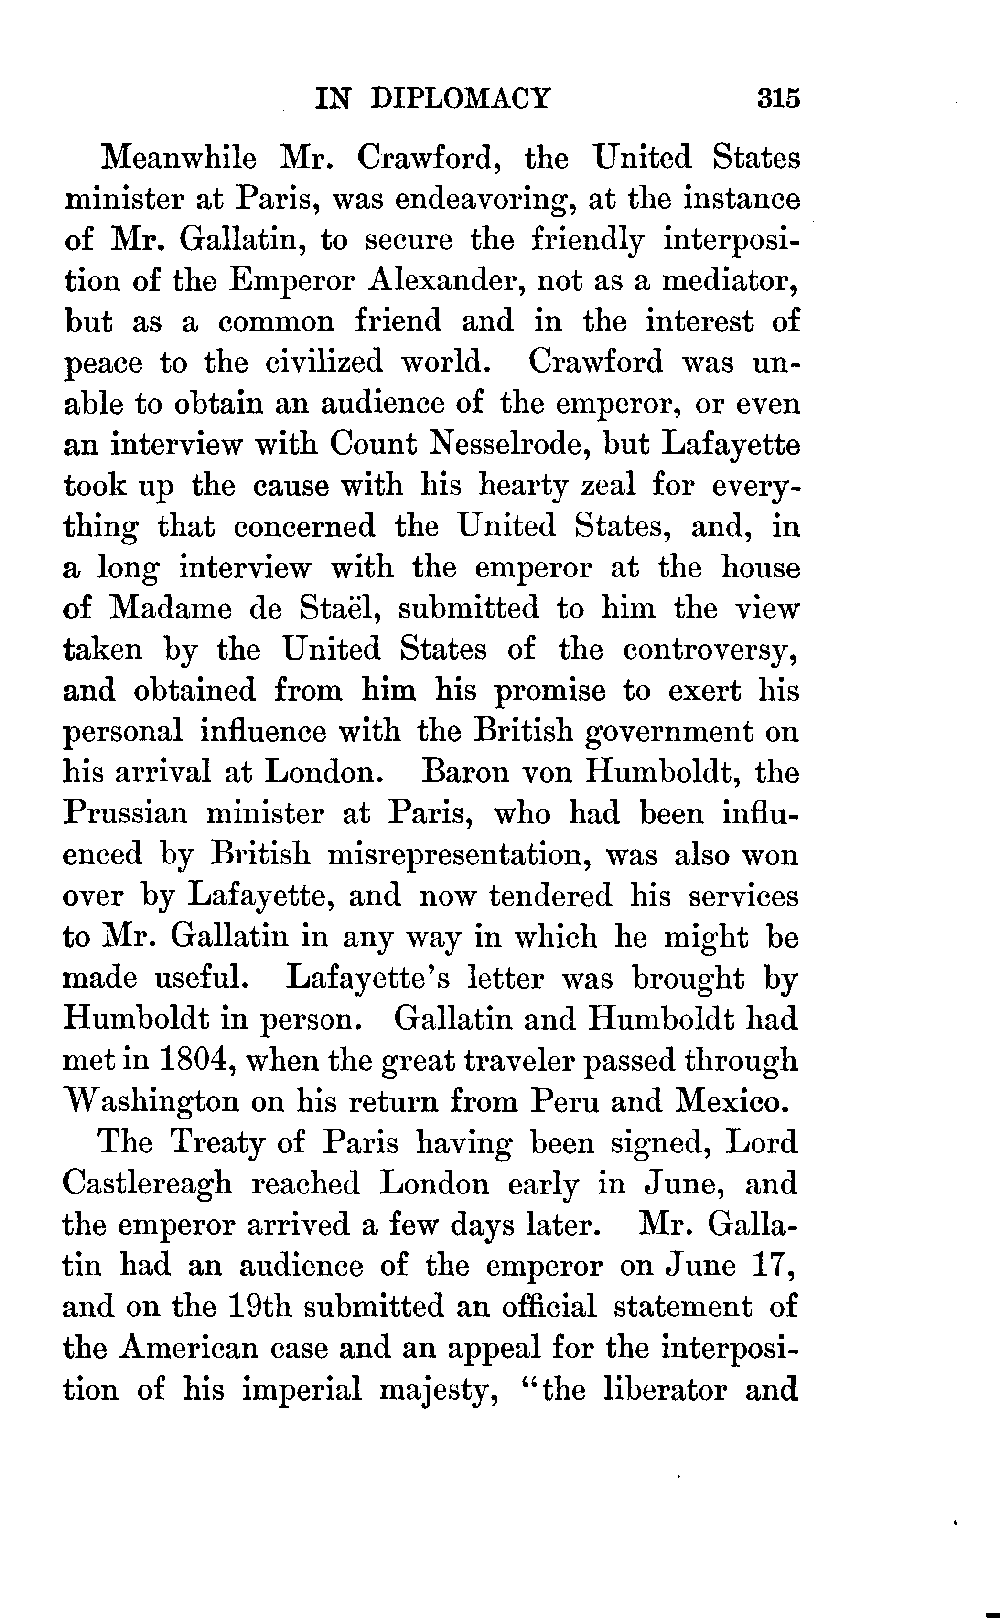 IN DIPLOMACY 315
Meanwhile Mr. Crawford, the United States
minister at Paris, was endeavoring, at the instance
of Mr. Gallatin, to secure the friendly interposi-
tion of the Emperor Alexander, not as a mediator,
but as a common friend and in the interest of
peace to the civilized world. Crawford was un-
able to obtain an audience of the emperor, or even
an interview with Count Nesselrode, but Lafayette
took up the cause with his hearty zeal for every-
thing that concerned the United States, and, in
a long interview with the emperor at the house
of Madame de Staël, submitted to him the view
taken by the United States of the controversy,
and obtained from him his promise to exert his
personal influence with the British government on
his arrival at London. Baron von Humboldt, the
Prussian minister at Paris, who had been influ-
enced by British misrepresentation, was also won
over by Lafayette, and now tendered his services
to Mr. Gallatin in any way in which he might be
made useful. Lafayette's letter was brought by
Humboldt in person. Gallatin and Humboldt had
met in 1804, when the great traveler passed through
Washington on his return from Peru and Mexico.
The Treaty of Paris having been signed, Lord
Castlereagh reached London early in June, and
the emperor arrived a few days later. Mr. Galla-
tin had an audience of the emperor on June 17,
and on the 19th submitted an official statement of
the American case and an appeal for the interposi-
tion of his imperial majesty, "the liberator and